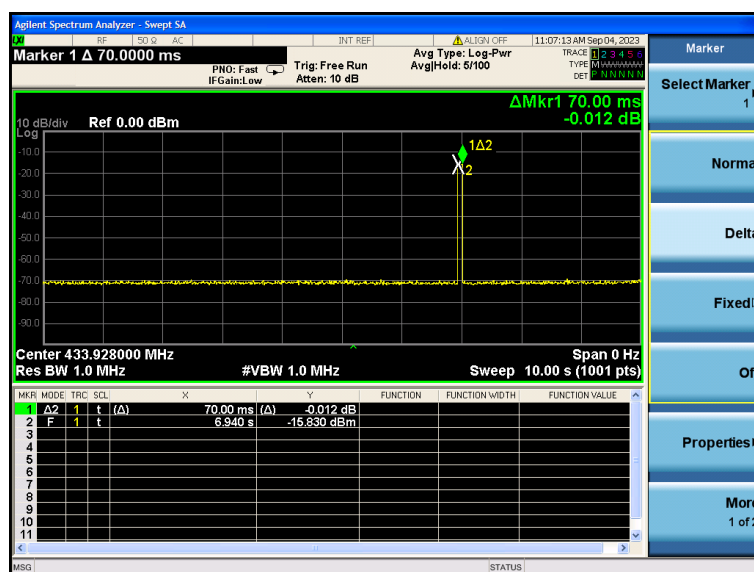 Agilent Spectrum Analyzer - Swept SA
LXI RF 50 Ω AC INT REF ALIGN OFF 11:07:13 AM Sep 04, 2023
Marker 1 Δ 70.0000 ms
PNO: Fast
IFGain:Low
Trig: Free Run
Atten: 10 dB
Avg Type: Log-Pwr
Avg|Hold: 5/100
TRACE 1 2 3 4 5 6
TYPE M
DET P N N N N N
ΔMkr1 70.00 ms
-0.012 dB
10 dB/div Ref 0.00 dBm
Log
-10.0
-20.0
-30.0
-40.0
-50.0
-60.0
-70.0
-80.0
-90.0
1Δ2
2
Center 433.928000 MHz Span 0 Hz
Res BW 1.0 MHz #VBW 1.0 MHz Sweep 10.00 s (1001 pts)
MKR MODE TRC SCL X Y FUNCTION FUNCTION WIDTH FUNCTION VALUE
1 Δ2 1 t (Δ) 70.00 ms (Δ) -0.012 dB
2 F 1 t 6.940 s -15.830 dBm
3
4
5
6
7
8
9
10
11
MSG STATUS
Marker
Select Marker
1
Norma
Delta
Fixed
Of
Properties
More
1 of 2